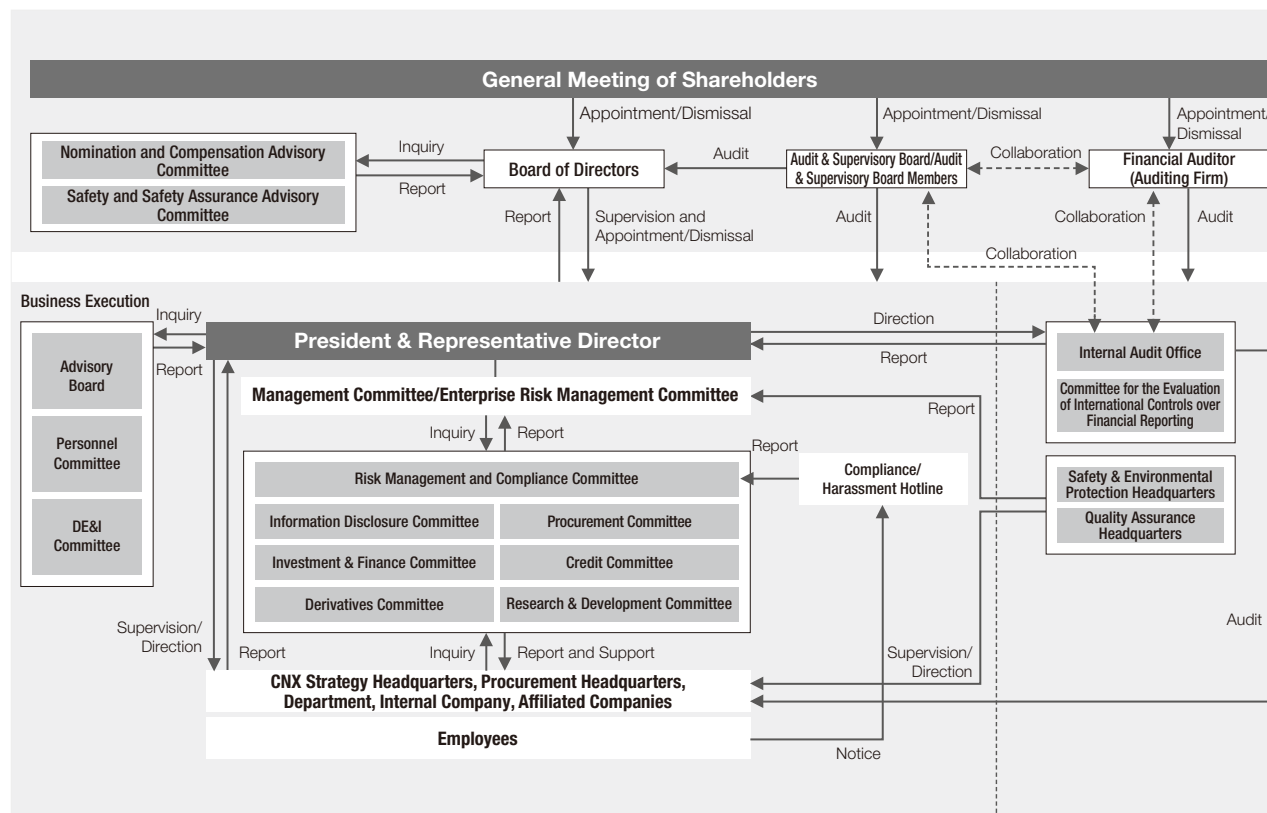 General Meeting of Shareholders
Appointment/Dismissal
Appointment/Dismissal
Appointment/
Dismissal
Nomination and Compensation Advisory
Committee
Safety and Safety Assurance Advisory
Committee
Inquiry
Report
Board of Directors
Audit
Audit & Supervisory Board/Audit
& Supervisory Board Members
Collaboration
Financial Auditor
(Auditing Firm)
Report
Supervision and
Appointment/Dismissal
Audit
Collaboration
Audit
Collaboration
Business Execution
Inquiry
Report
Advisory
Board
Personnel
Committee
DE&I
Committee
President & Representative Director
Direction
Report
Internal Audit Office
Committee for the Evaluation
of International Controls over
Financial Reporting
Management Committee/Enterprise Risk Management Committee
Report
Inquiry
Report
Report
Compliance/
Harassment Hotline
Safety & Environmental
Protection Headquarters
Quality Assurance
Headquarters
Risk Management and Compliance Committee
Information Disclosure Committee
Procurement Committee
Investment & Finance Committee
Credit Committee
Derivatives Committee
Research & Development Committee
Supervision/
Direction
Report
Inquiry
Report and Support
Supervision/
Direction
Audit
CNX Strategy Headquarters, Procurement Headquarters,
Department, Internal Company, Affiliated Companies
Employees
Notice